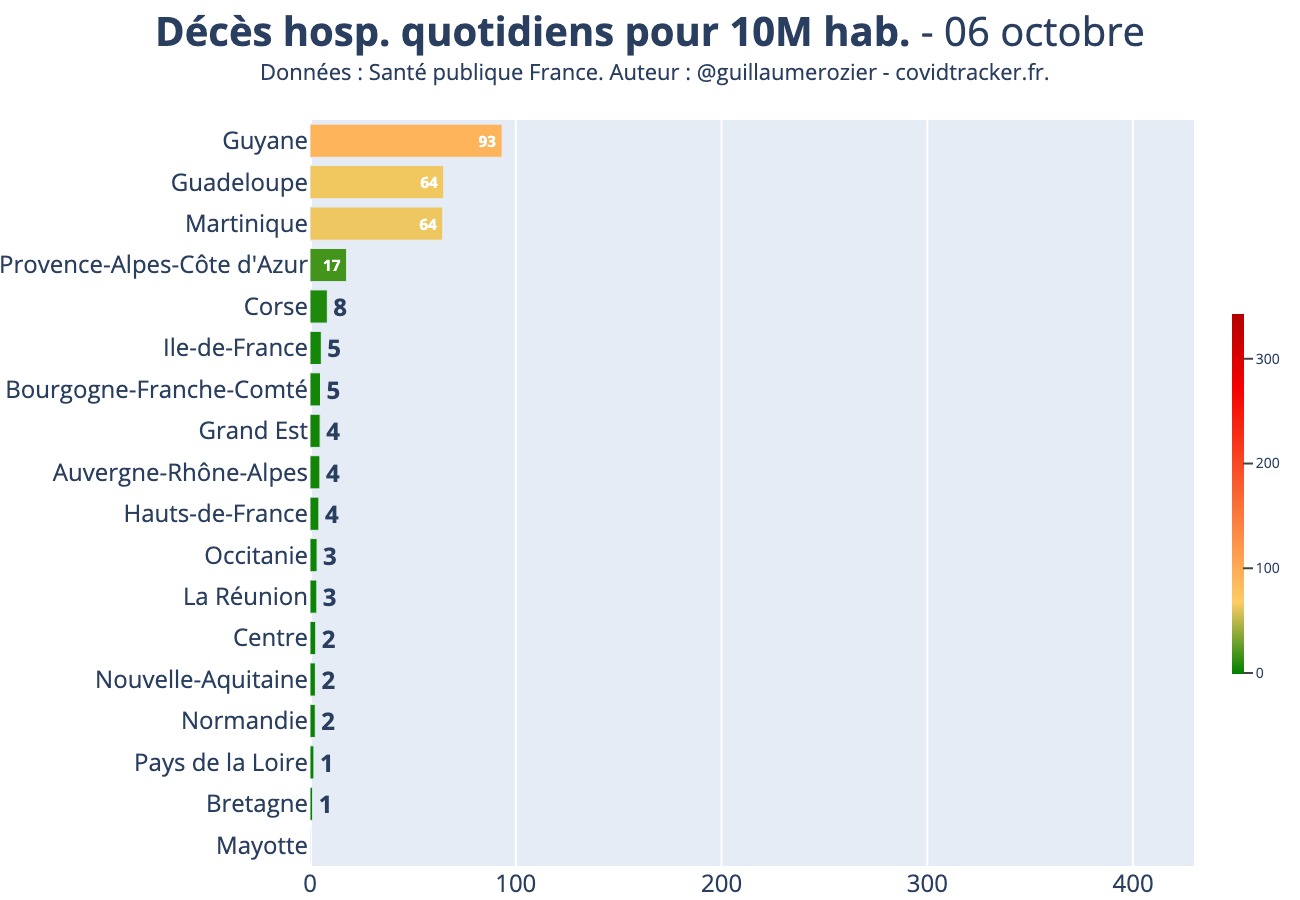 Décès hosp. quotidiens pour 10M hab. - 06 octobre
Données : Santé publique France. Auteur : @guillaumerozier - covidtracker.fr.
Guyane 93
Guadeloupe 64
Martinique 64
Provence-Alpes-Côte d'Azur 17
Corse 8
Ile-de-France 5
Bourgogne-Franche-Comté 5
Grand Est 4
Auvergne-Rhône-Alpes 4
Hauts-de-France 4
Occitanie 3
La Réunion 3
Centre 2
Nouvelle-Aquitaine 2
Normandie 2
Pays de la Loire 1
Bretagne 1
Mayotte
0 100 200 300 400
300
200
100
0